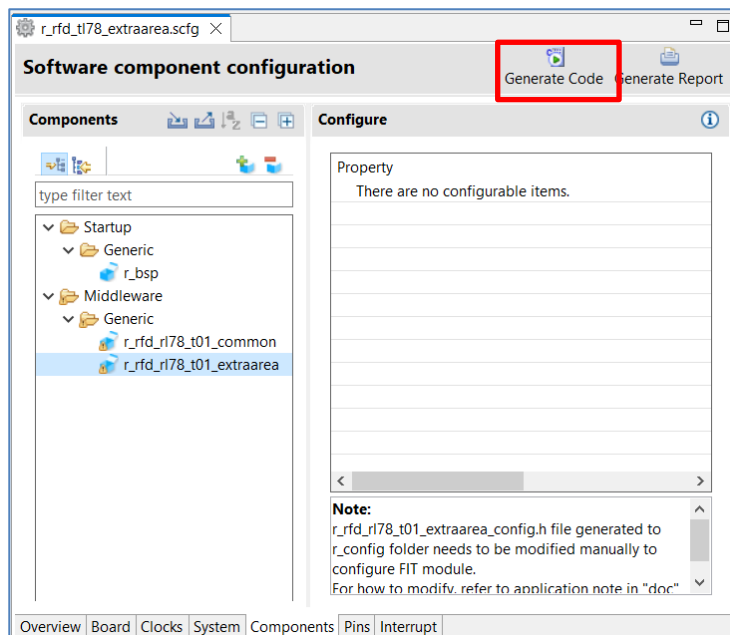 r_rfd_tl78_extraarea.scfg
Software component configuration
Generate Code
Generate Report
Components
Configure
type filter text
Property
There are no configurable items.
Startup
Generic
r_bsp
Middleware
Generic
r_rfd_rl78_t01_common
r_rfd_rl78_t01_extraarea
Note:
r_rfd_rl78_t01_extraarea_config.h file generated to
r_config folder needs to be modified manually to
configure FIT module.
For how to modify, refer to application note in "doc"
Overview Board Clocks System Components Pins Interrupt